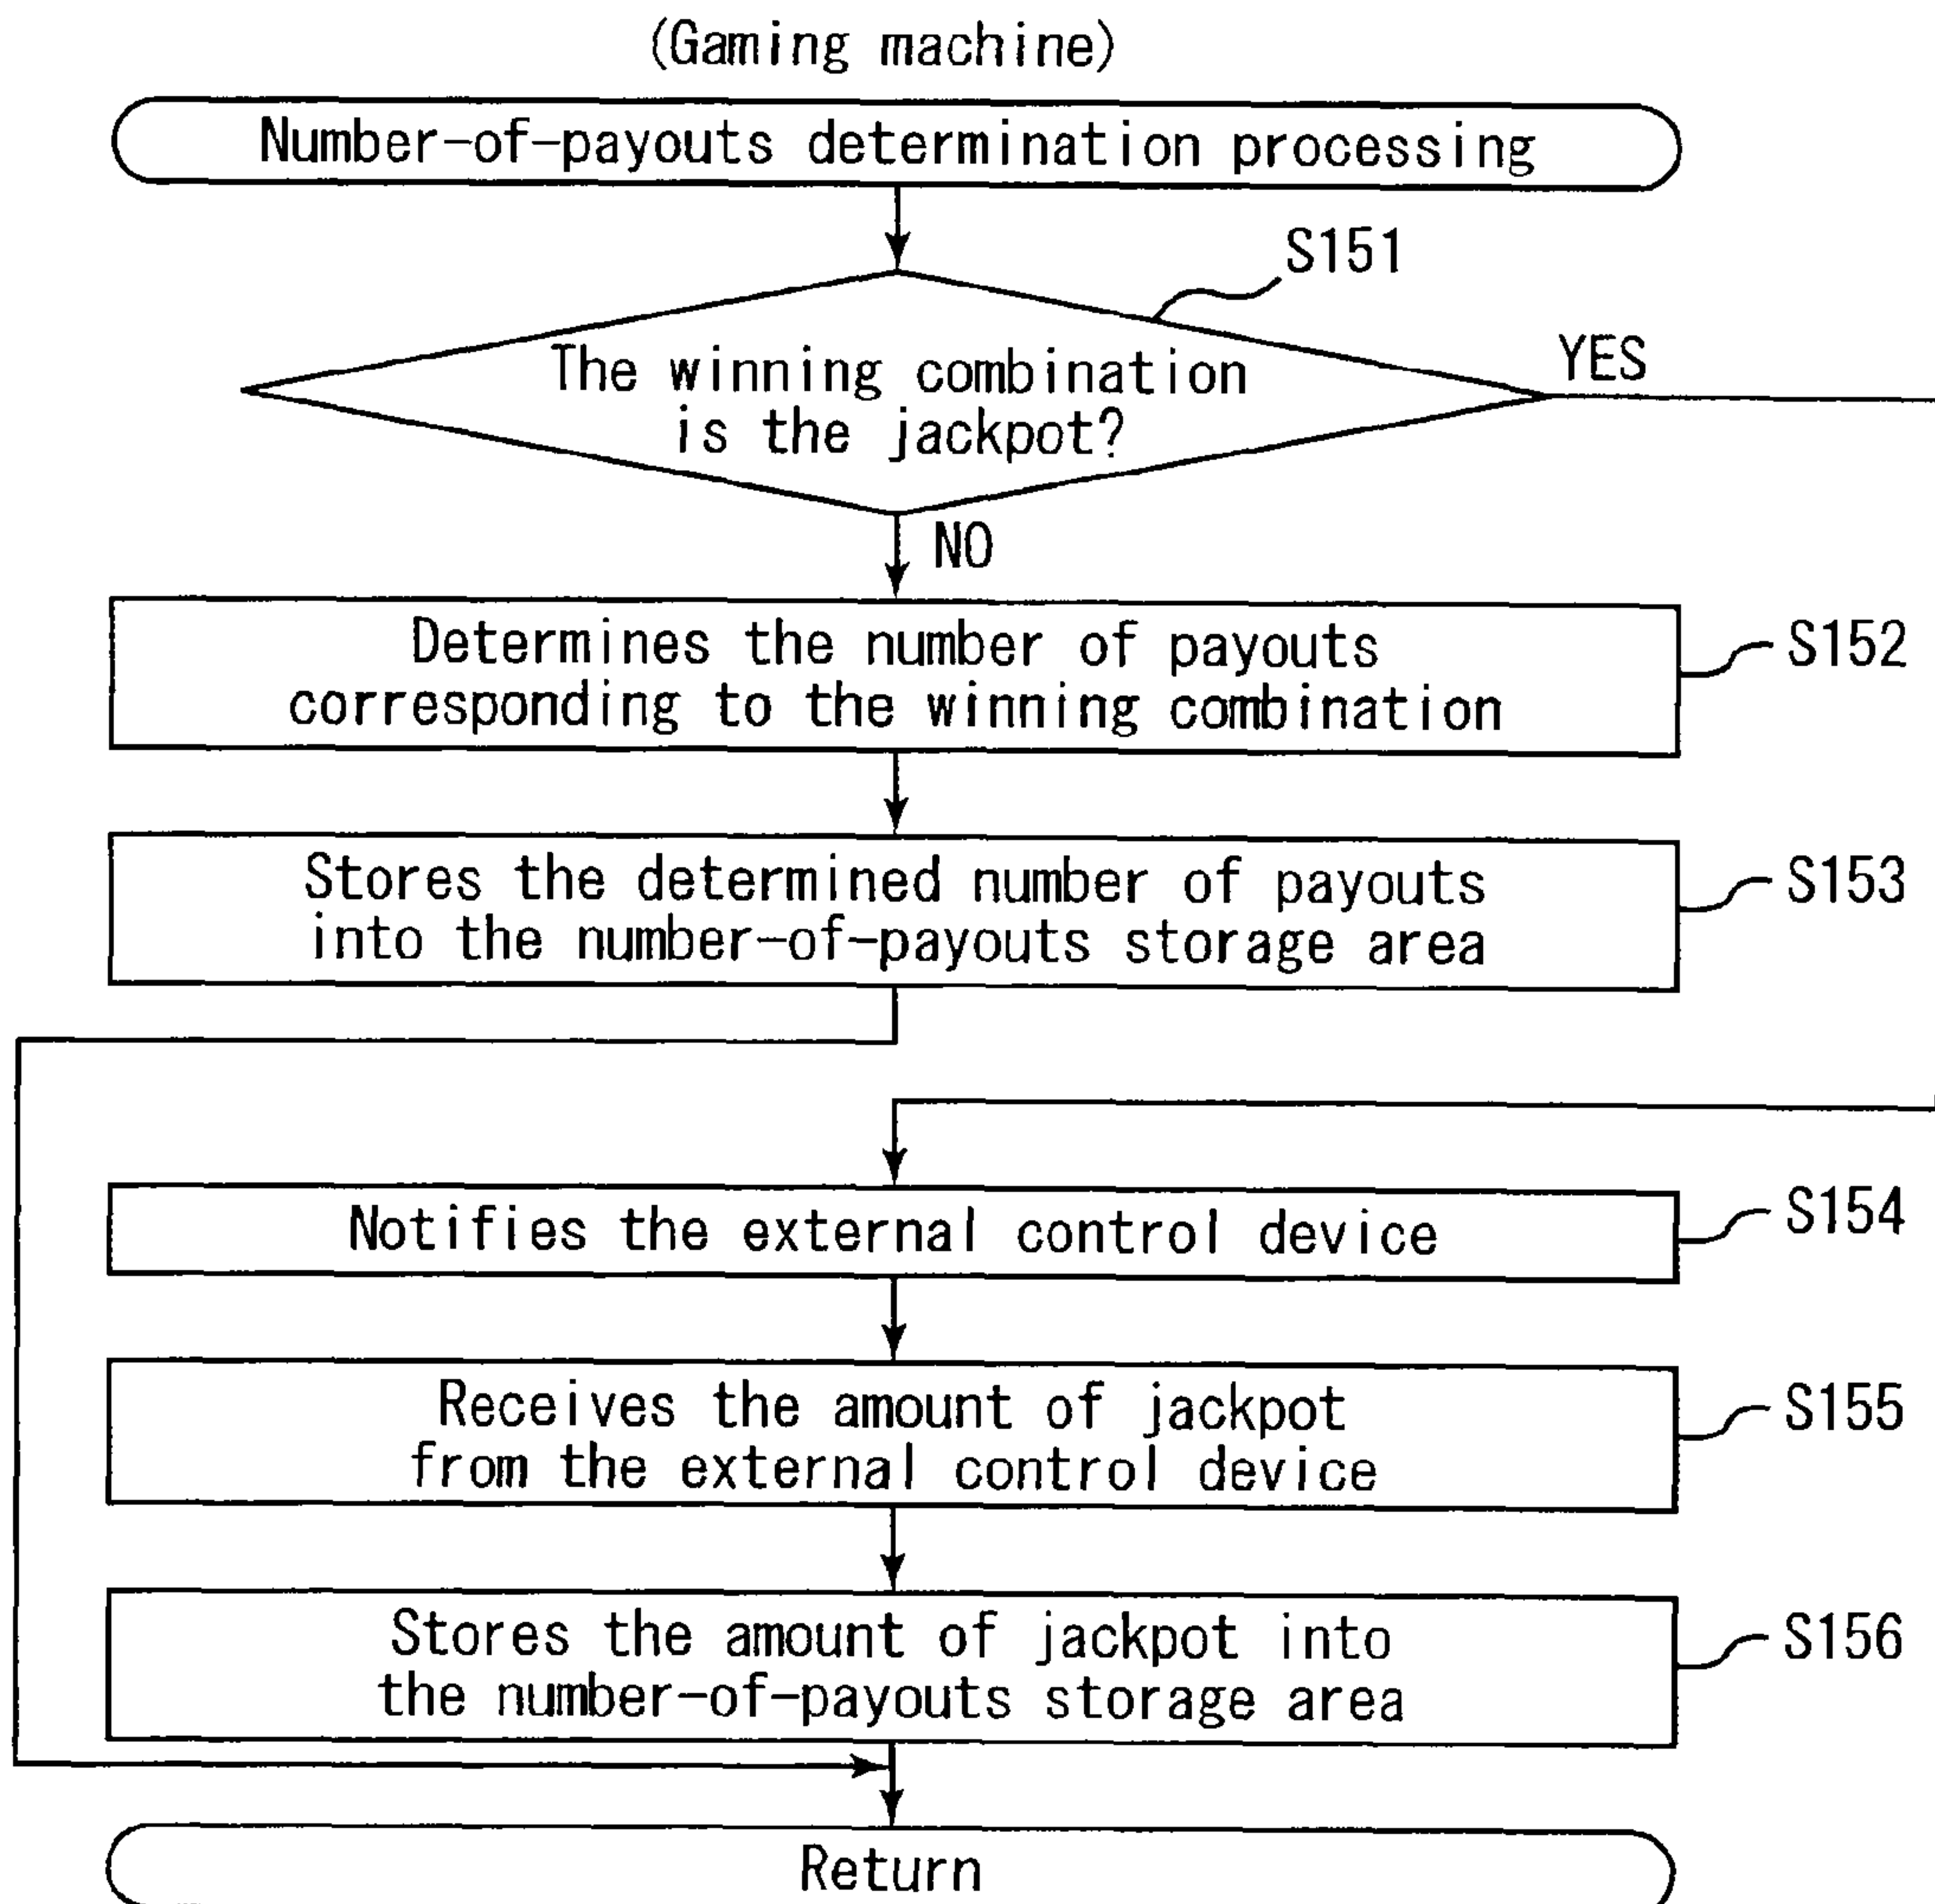 (Gaming machine)
Number-of-payouts determination processing
S151
The winning combination
is the jackpot?
YES
NO
Determines the number of payouts
corresponding to the winning combination
S152
Stores the determined number of payouts
into the number-of-payouts storage area
S153
Notifies the external control device
S154
Receives the amount of jackpot
from the external control device
S155
Stores the amount of jackpot into
the number-of-payouts storage area
S156
Return